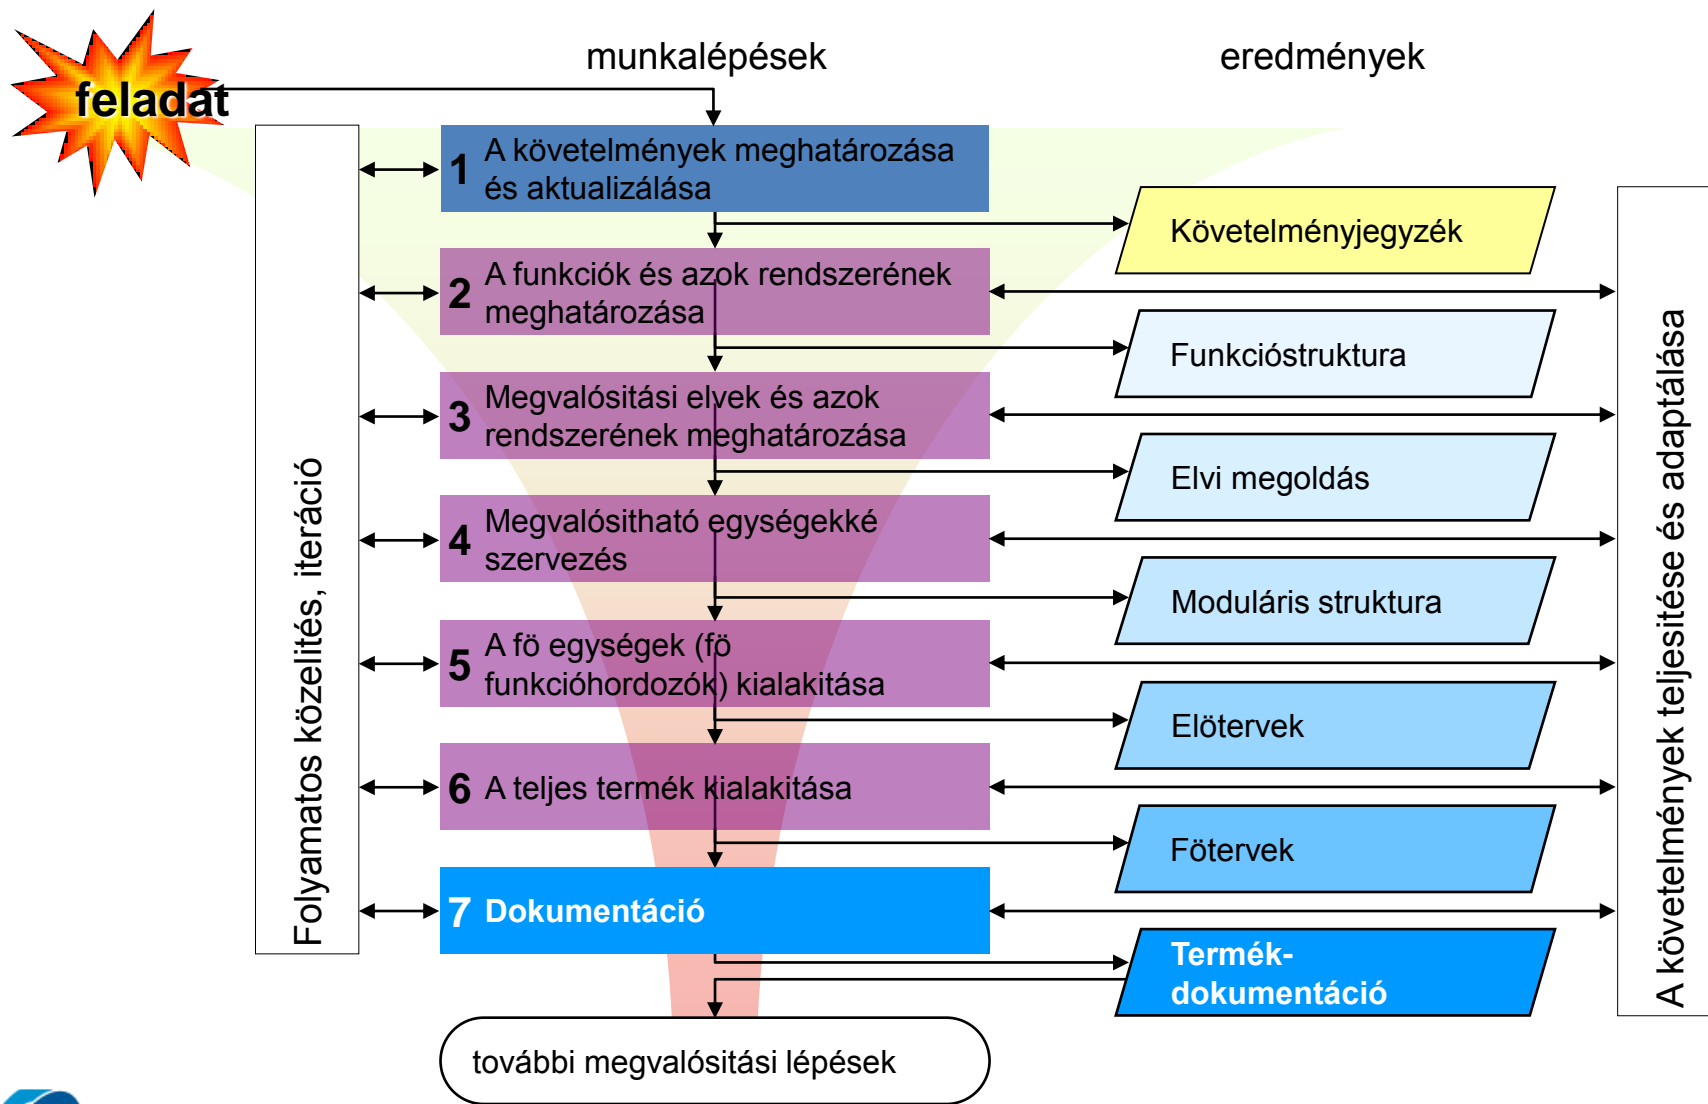 munkalépések
eredmények
feladat
1
A követelmények meghatározása
és aktualizálása
Követelményjegyzék
2
A funkciók és azok rendszerének
meghatározása
Funkcióstruktura
3
Megvalósitási elvek és azok
rendszerének meghatározása
Elvi megoldás
4
Megvalósitható egységekké
szervezés
Moduláris struktura
5
A fö egységek (fö
funkcióhordozók) kialakitása
Elötervek
6
A teljes termék kialakitása
Fötervek
7
Dokumentáció
Termék-
dokumentáció
további megvalósitási lépések
Folyamatos közelités, iteráció
A követelmények teljesitése és adaptálása